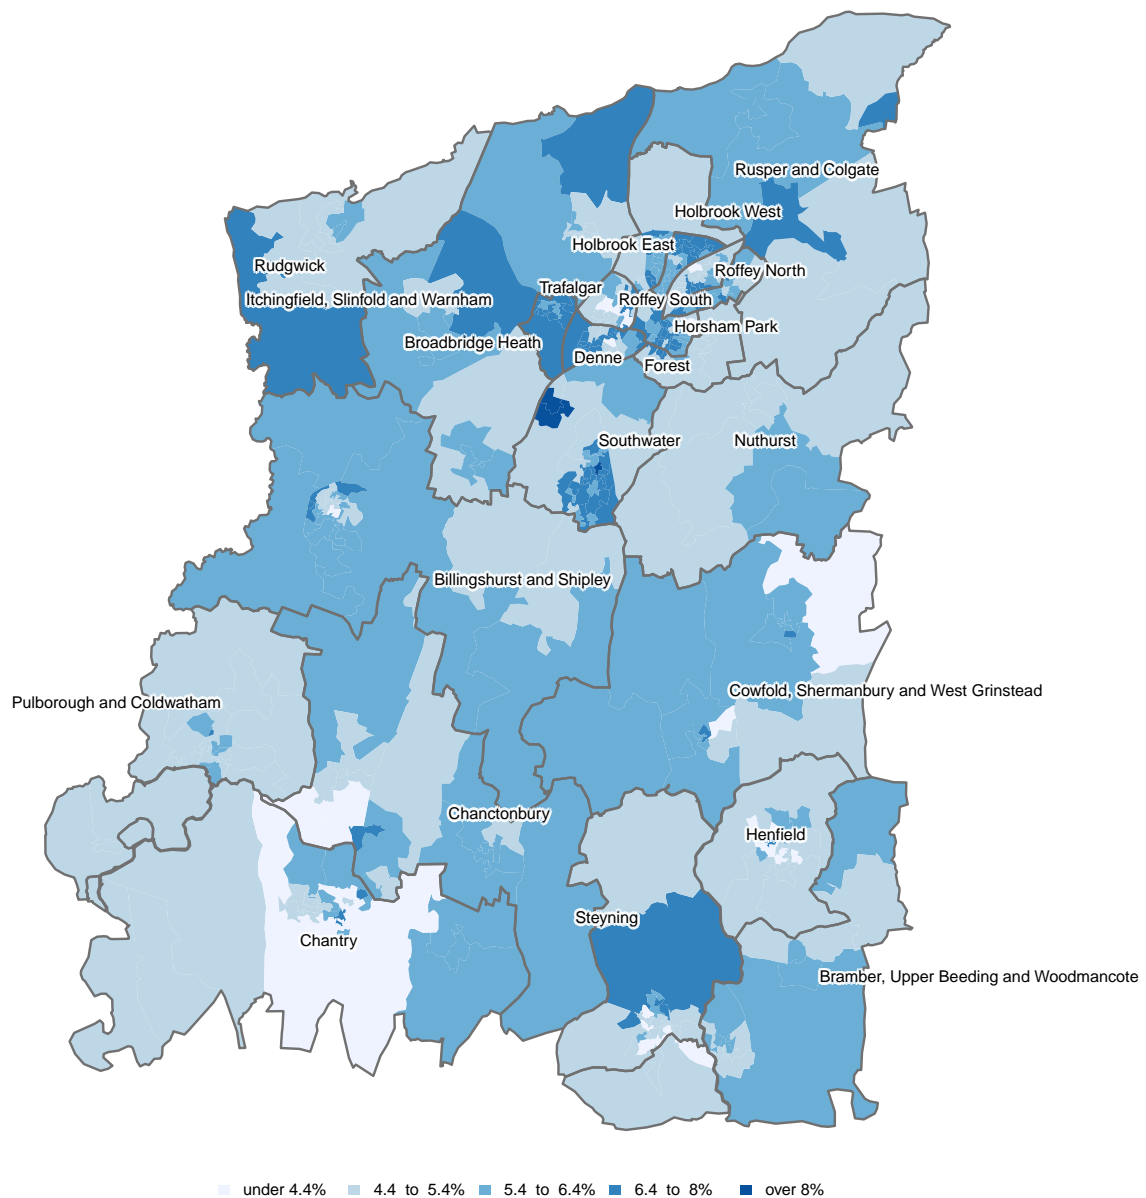 Rusper and Colgate
Holbrook West
Holbrook East
Rudgwick
Roffey North
Trafalgar
Itchingfield, Slinfold and Warnham
Roffey South
Horsham Park
Broadbridge Heath
Denne
Forest
Southwater
Nuthurst
Billingshurst and Shipley
Cowfold, Shermanbury and West Grinstead
Pulborough and Coldwatham
Chanctonbury
Henfield
Steyning
Chantry
Bramber, Upper Beeding and Woodmancote
under 4.4% 4.4 to 5.4% 5.4 to 6.4% 6.4 to 8% over 8%